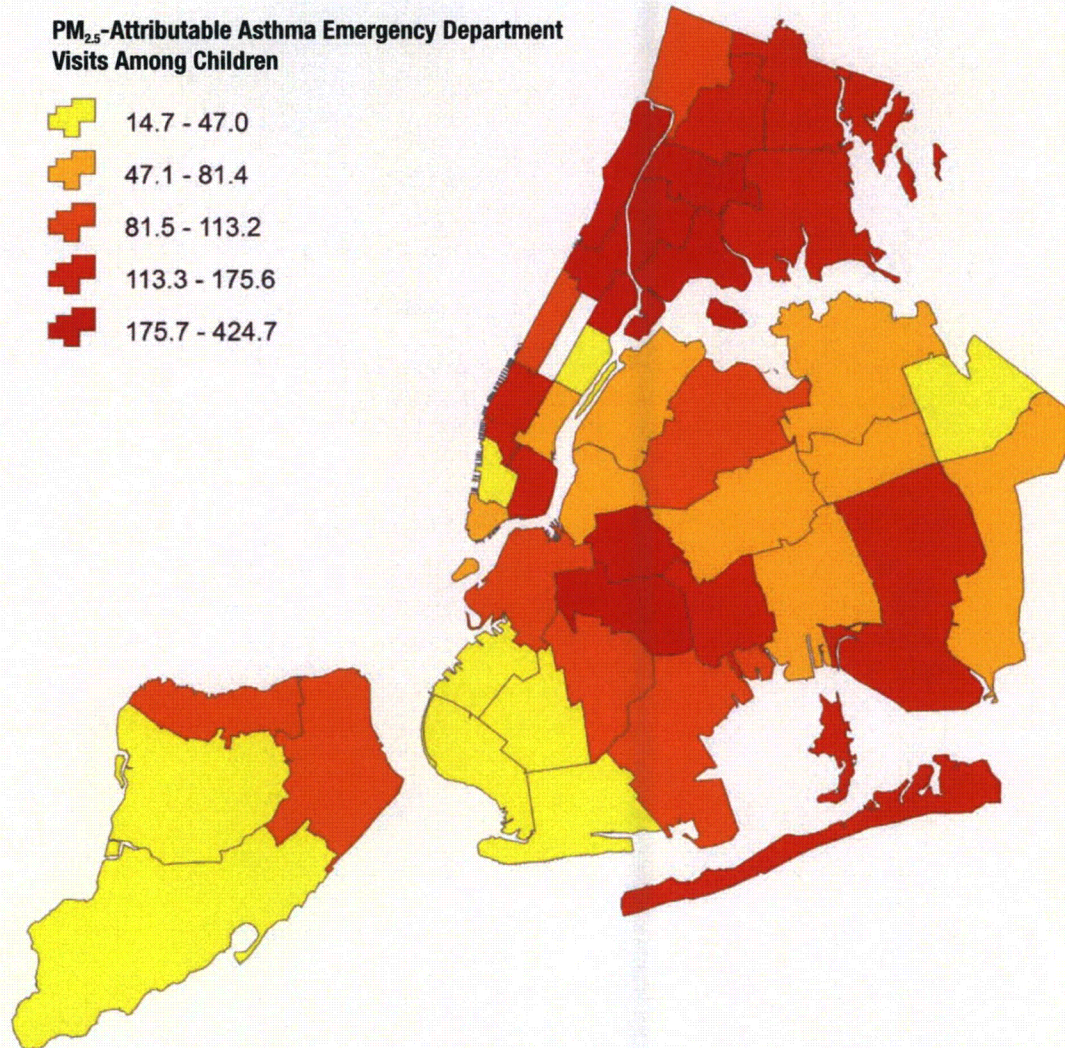 PM₂.₅-Attributable Asthma Emergency Department
Visits Among Children
14.7 - 47.0
47.1 - 81.4
81.5 - 113.2
113.3 - 175.6
175.7 - 424.7